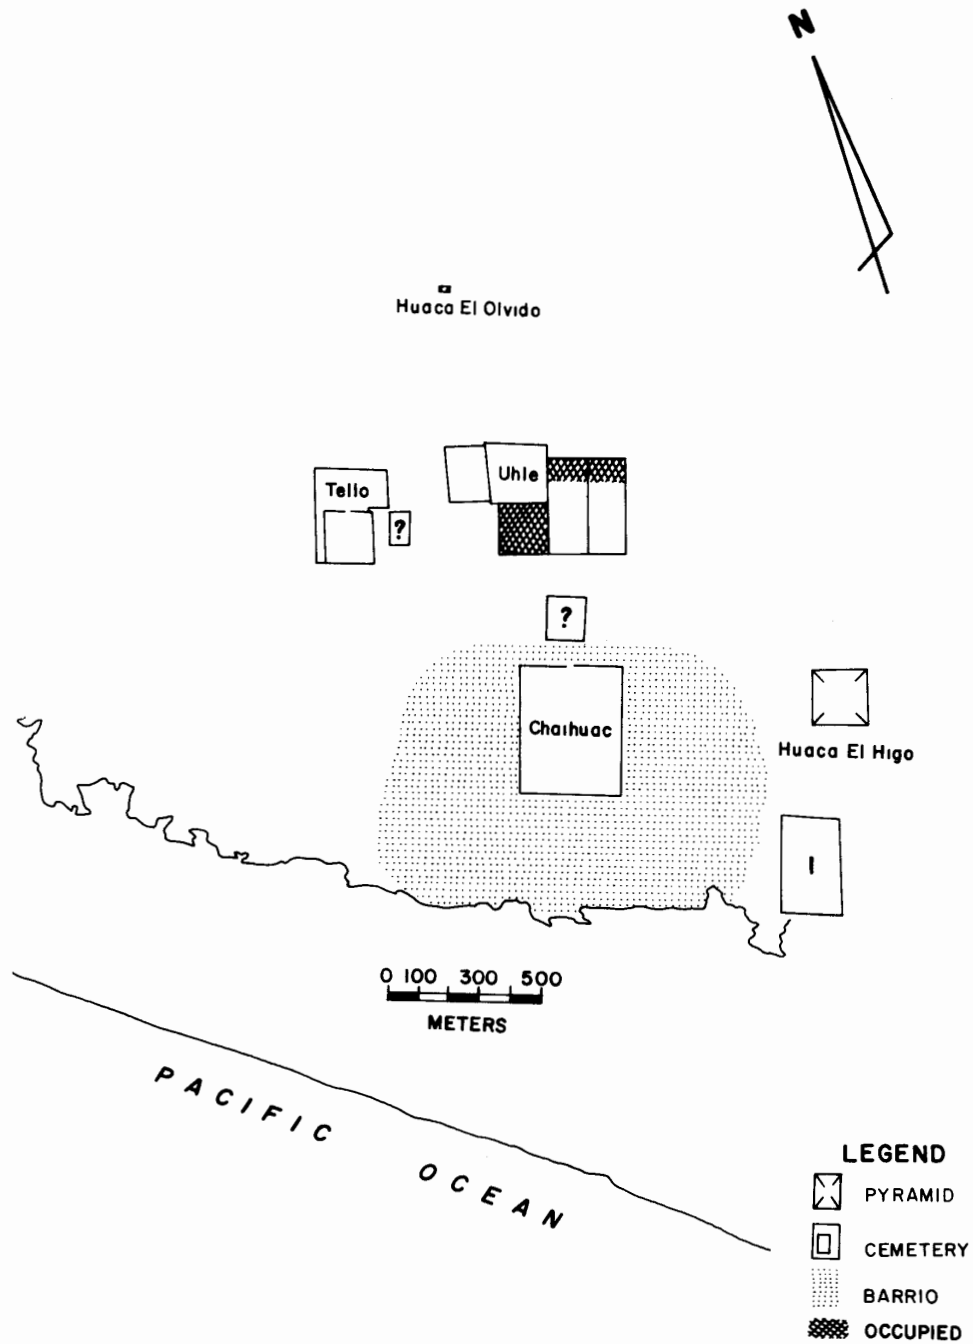 N
Huaca El Olvido
Uhle
Tello
?
?
Chaihuac
Huaca El Higo
I
0 100 300 500
METERS
PACIFIC OCEAN
LEGEND
PYRAMID
CEMETERY
BARRIO
OCCUPIED